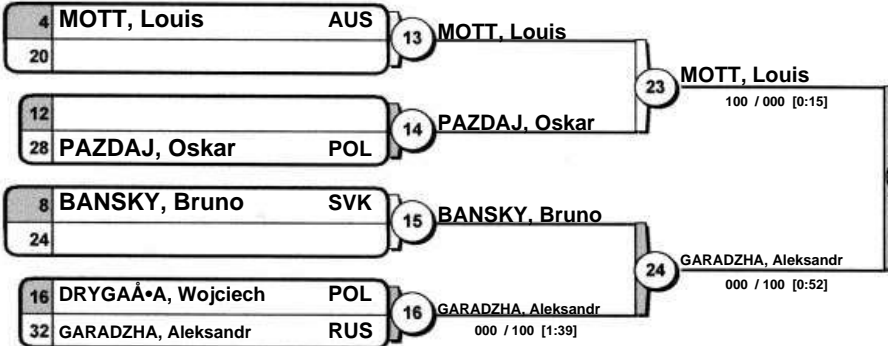 4 MOTT, Louis AUS
20
13 MOTT, Louis
12
28 PAZDAJ, Oskar POL
14 PAZDAJ, Oskar
23 MOTT, Louis
100 / 000 [0:15]
8 BANSKY, Bruno SVK
24
15 BANSKY, Bruno
16 DRYGAÅ•A, Wojciech POL
32 GARADZHA, Aleksandr RUS
16 GARADZHA, Aleksandr
000 / 100 [1:39]
24 GARADZHA, Aleksandr
000 / 100 [0:52]